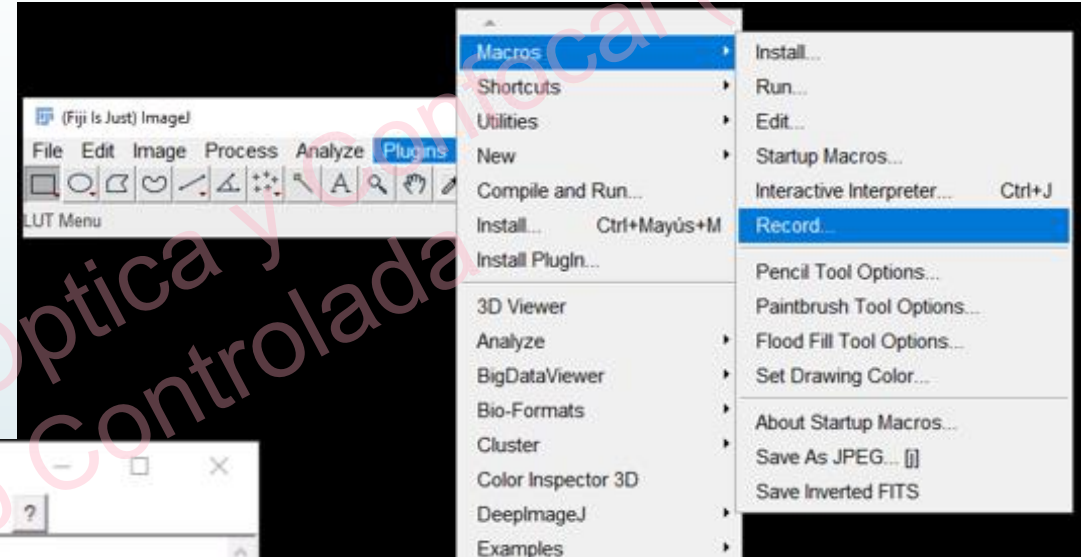 (Fiji Is Just) ImageJ
File Edit Image Process Analyze Plugins
A
LUT Menu
Macros
Shortcuts
Utilities
New
Compile and Run...
Install... Ctrl+Mayús+M
Install PlugIn...
3D Viewer
Analyze
BigDataViewer
Bio-Formats
Cluster
Color Inspector 3D
DeepImageJ
Examples
Install...
Run...
Edit...
Startup Macros...
Interactive Interpreter... Ctrl+J
Record...
Pencil Tool Options...
Paintbrush Tool Options...
Flood Fill Tool Options...
Set Drawing Color...
About Startup Macros...
Save As JPEG... [j]
Save Inverted FITS
?
Optica y Confocal
Controlada